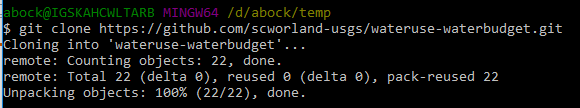 abock@IGSKAHCWLTARB MINGW64 /d/abock/temp
$ git clone https://github.com/scworland-usgs/wateruse-waterbudget.git
Cloning into 'wateruse-waterbudget'...
remote: Counting objects: 22, done.
remote: Total 22 (delta 0), reused 0 (delta 0), pack-reused 22
Unpacking objects: 100% (22/22), done.